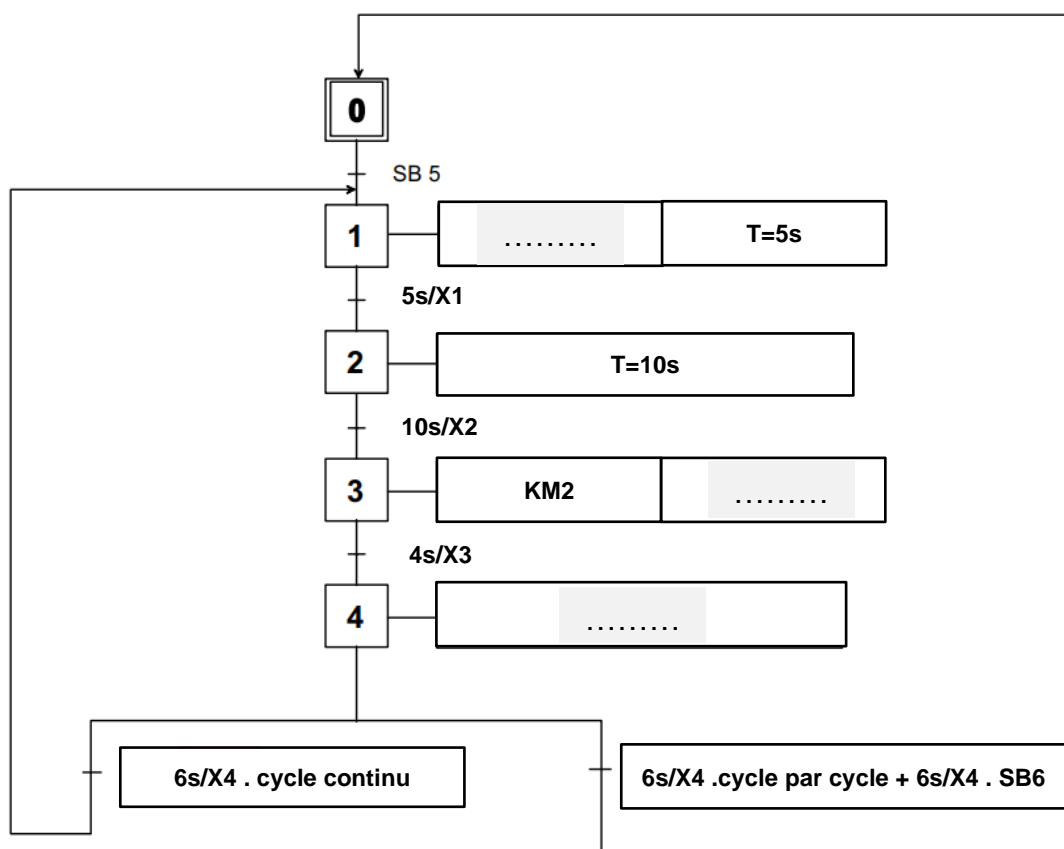 0
SB 5
1
......... T=5s
5s/X1
2
T=10s
10s/X2
3
KM2 .........
4s/X3
4
.........
6s/X4 . cycle continu
6s/X4 .cycle par cycle + 6s/X4 . SB6